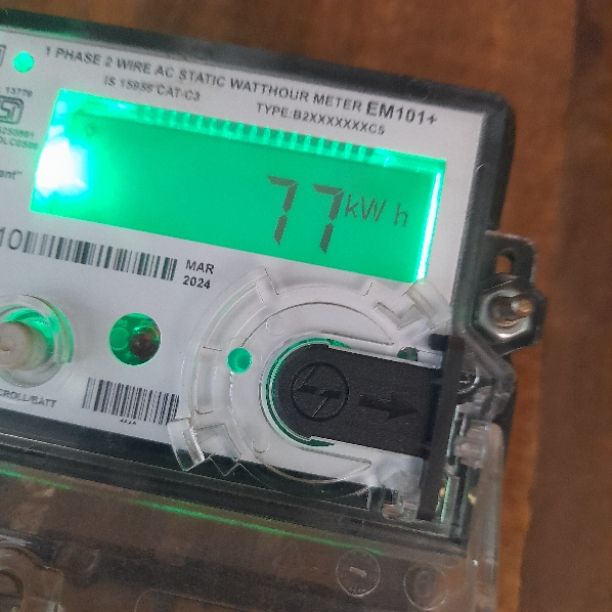 1 PHASE 2 WIRE AC STATIC WATTHOUR METER EM101+
IS 15959 CAT-C3
TYPE:B2XXXXXXXC5
77 kWh
MAR
2024
SCROLL/BATT